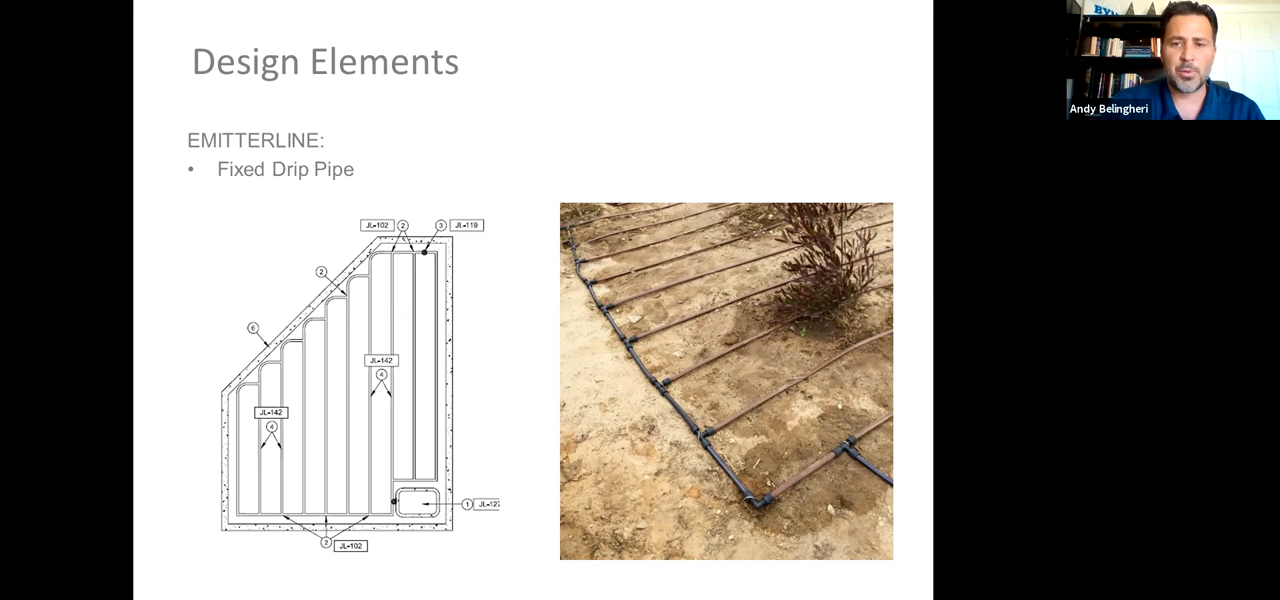 Design Elements
EMITTERLINE:
• Fixed Drip Pipe
JL-102
2
3
JL-119
2
6
JL-142
4
JL-142
4
1
2
JL-102
Andy Belingheri